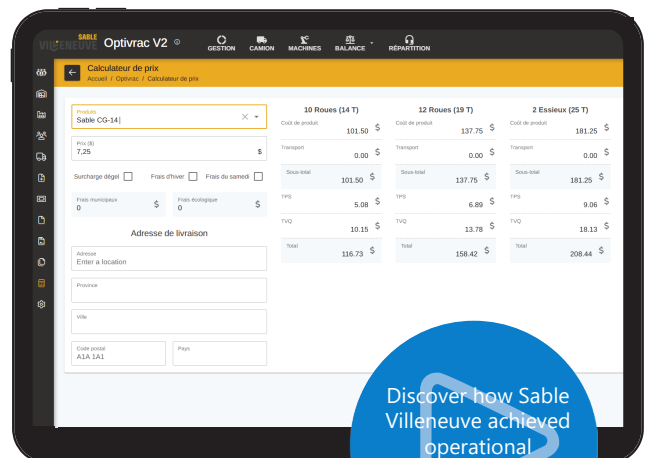 SABLE
VILLENEUVE
Optivrac V2
GESTION
CAMION
MACHINES
BALANCE
RÉPARTITION
Calculateur de prix
Accueil / Optivrac / Calculateur de prix
Produits
Sable CG-14
Prix ($)
7,25 $
Surcharge dégel Frais d'hiver Frais du samedi
Frais municipaux
0 $
Frais écologique
0 $
Adresse de livraison
Adresse
Enter a location
Province
Ville
Code postal
A1A 1A1
Pays
10 Roues (14 T)
Coût de produit
101.50 $
Transport
0.00 $
Sous-total
101.50 $
TPS
5.08 $
TVQ
10.15 $
Total
116.73 $
12 Roues (19 T)
Coût de produit
137.75 $
Transport
0.00 $
Sous-total
137.75 $
TPS
6.89 $
TVQ
13.78 $
Total
158.42 $
2 Essieux (25 T)
Coût de produit
181.25 $
Transport
0.00 $
Sous-total
181.25 $
TPS
9.06 $
TVQ
18.13 $
Total
208.44 $
Discover how Sable
Villeneuve achieved
operational